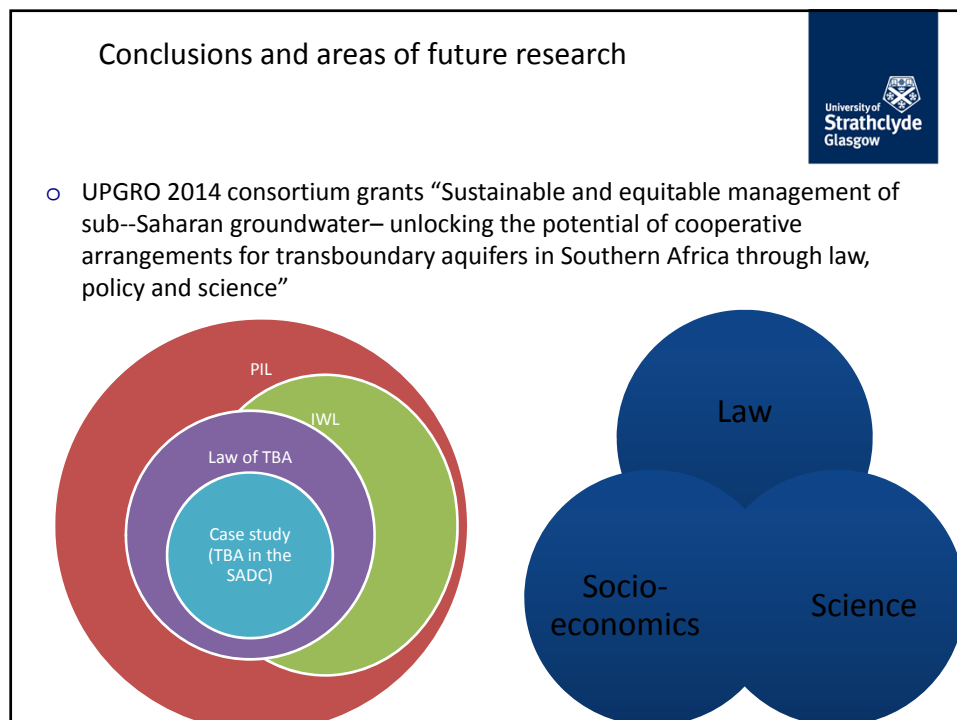 Conclusions and areas of future research
University of
Strathclyde
Glasgow
o UPGRO 2014 consortium grants “Sustainable and equitable management of
sub--Saharan groundwater– unlocking the potential of cooperative
arrangements for transboundary aquifers in Southern Africa through law,
policy and science”
PIL
IWL
Law of TBA
Case study
(TBA in the
SADC)
Law
Socio-
economics
Science